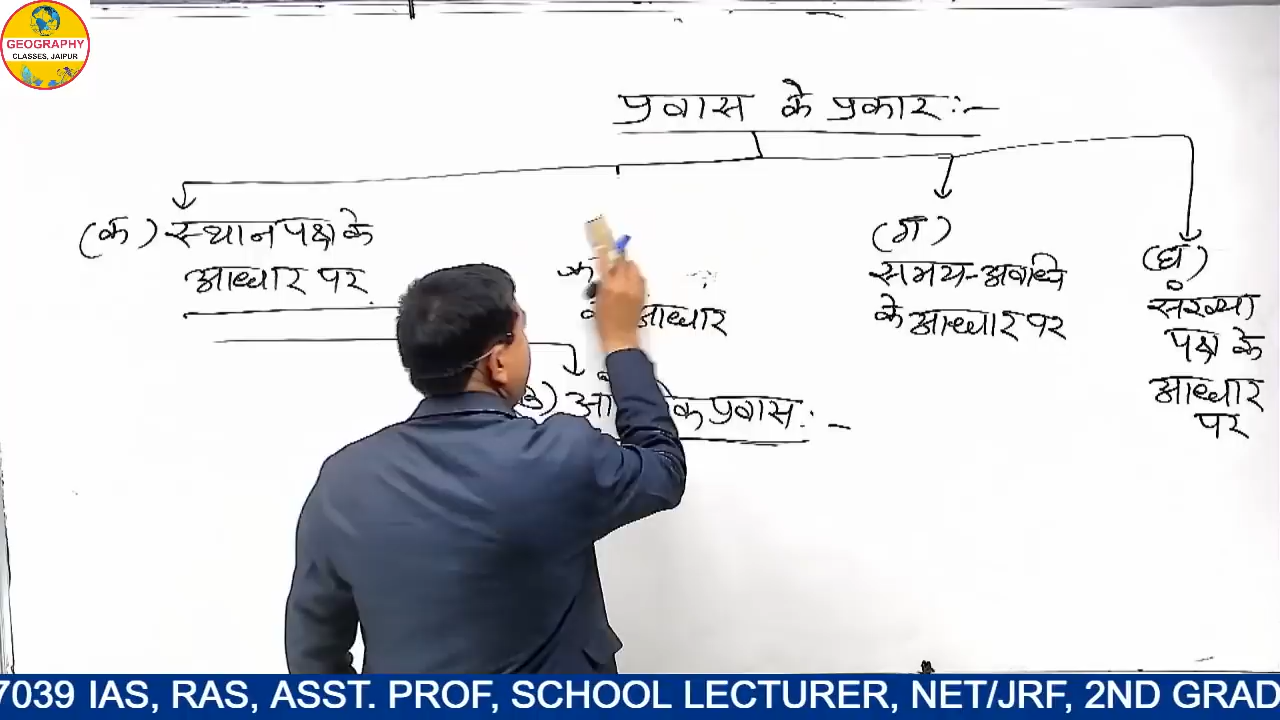 GEOGRAPHY
CLASSES, JAIPUR
प्रवास के प्रकार :-
(क) स्थान पक्ष के
आधार पर
आधार
(ग)
समय-अवधि
के आधार पर
(घ)
संख्या
पक्ष के
आधार
पर
प्रवास :-
7039 IAS, RAS, ASST. PROF, SCHOOL LECTURER, NET/JRF, 2ND GRAD